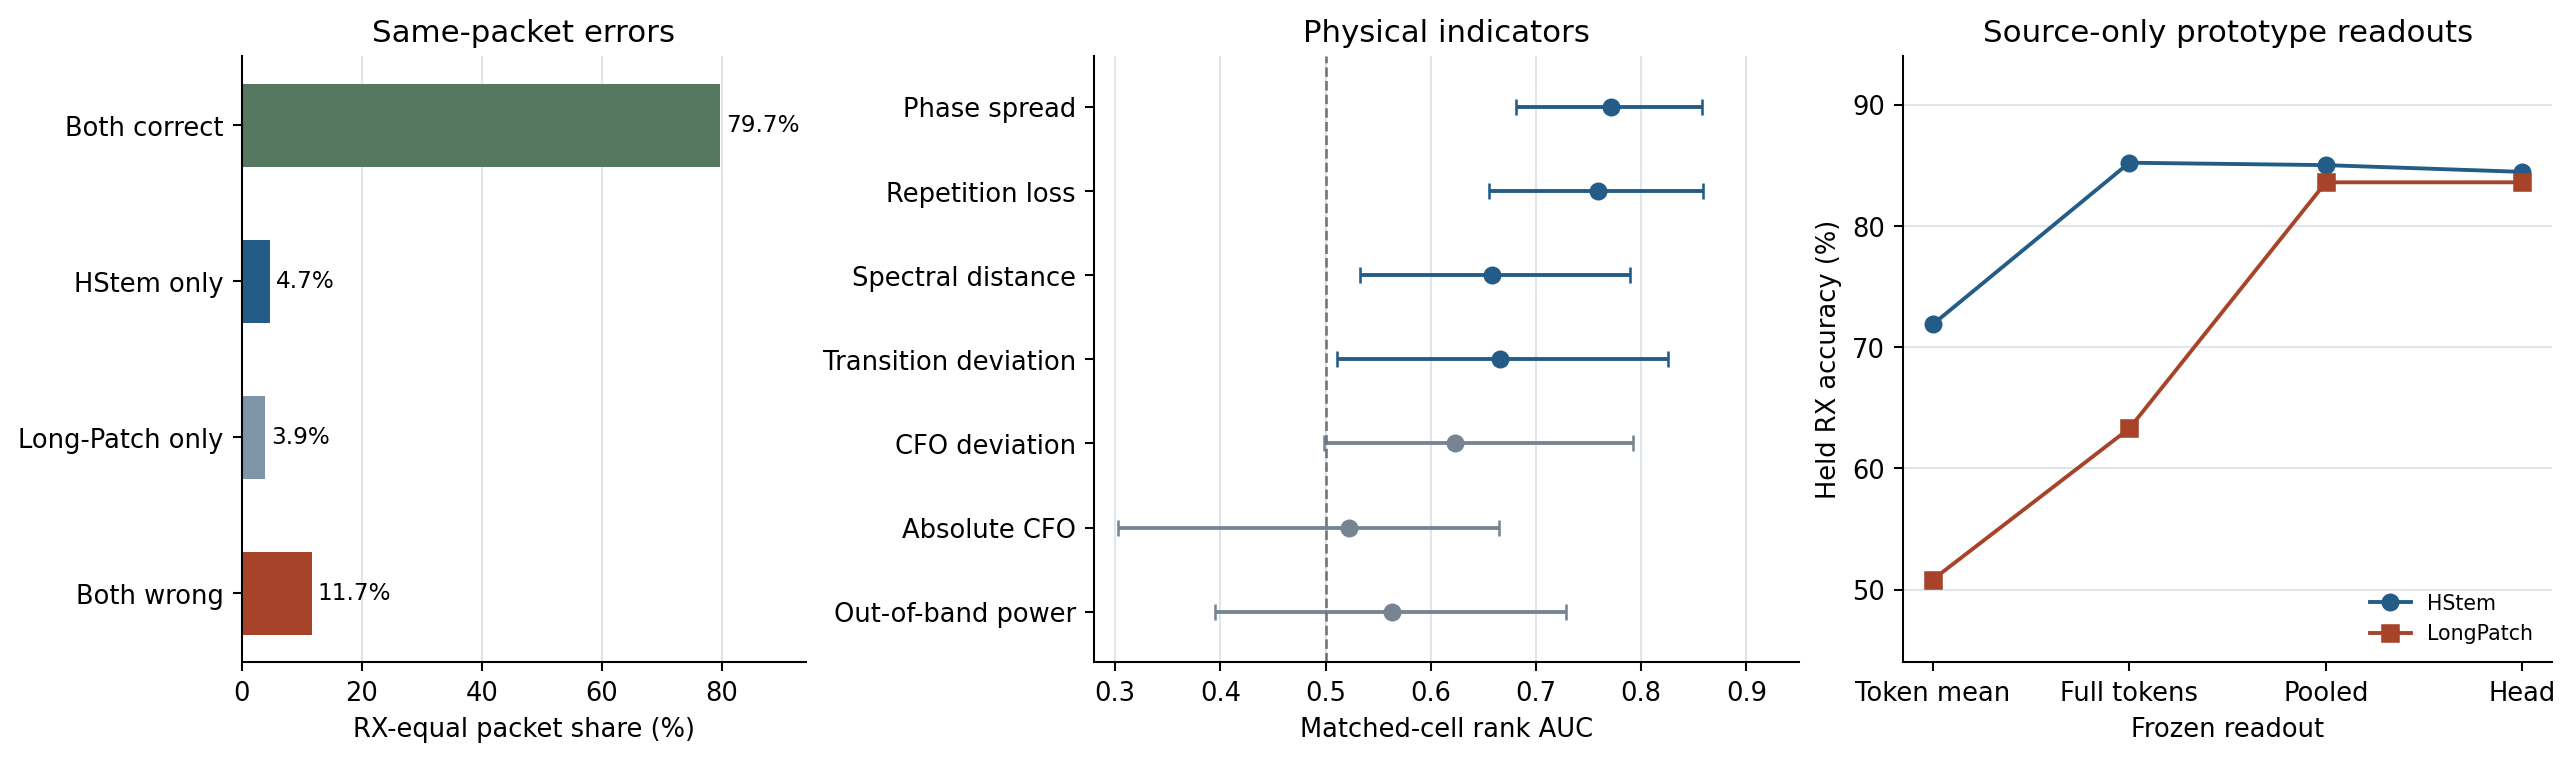 Same-packet errors
Both correct
79.7%
HStem only
4.7%
Long-Patch only
3.9%
Both wrong
11.7%
0 20 40 60 80
RX-equal packet share (%)
Physical indicators
Phase spread
Repetition loss
Spectral distance
Transition deviation
CFO deviation
Absolute CFO
Out-of-band power
0.3 0.4 0.5 0.6 0.7 0.8 0.9
Matched-cell rank AUC
Source-only prototype readouts
Held RX accuracy (%)
90
80
70
60
50
HStem
LongPatch
Token mean Full tokens Pooled Head
Frozen readout